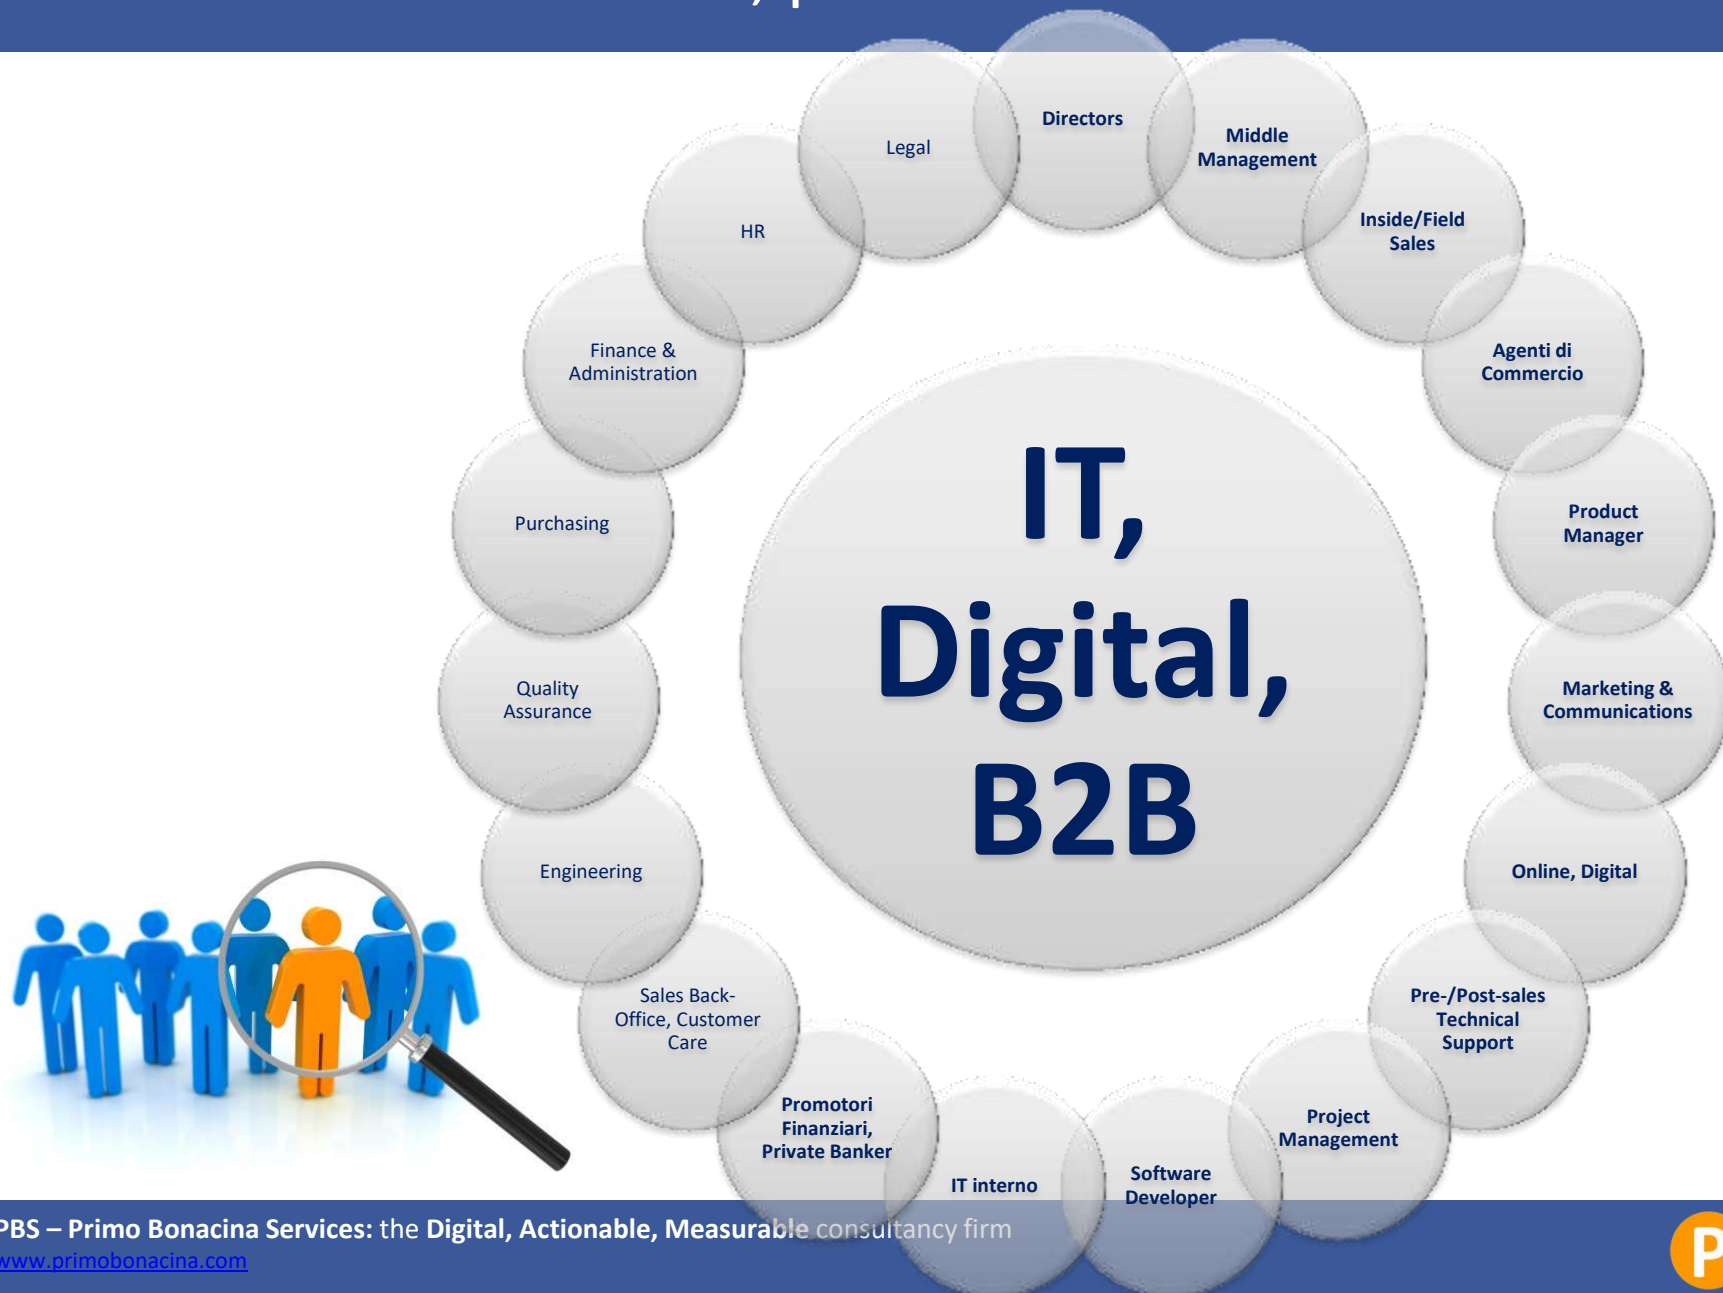 Directors
Middle
Management
Inside/Field
Sales
Agenti di
Commercio
Product
Manager
Marketing &
Communications
Online, Digital
Pre-/Post-sales
Technical
Support
Project
Management
Software
Developer
IT interno
Promotori
Finanziari,
Private Banker
Sales Back-
Office, Customer
Care
Engineering
Quality
Assurance
Purchasing
Finance &
Administration
HR
Legal
IT,
Digital,
B2B
PBS – Primo Bonacina Services: the Digital, Actionable, Measurable consultancy firm
www.primobonacina.com
P